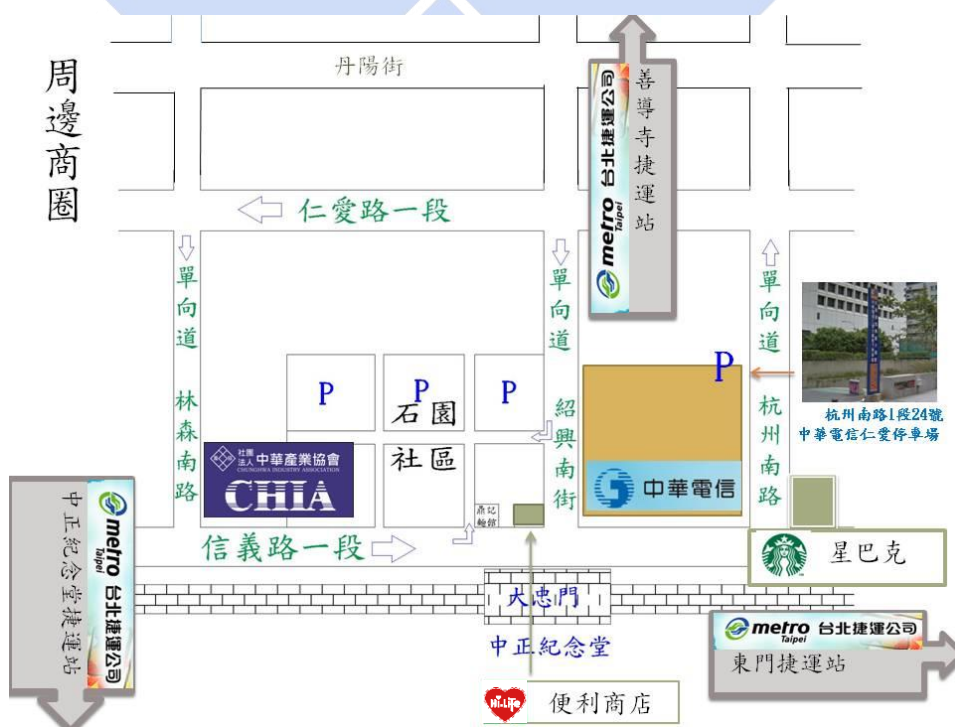 周邊商圈
丹陽街
善導寺捷運站
metro 台北捷運公司
Taipei
仁愛路一段
單向道
單向道
單向道
P
P
P
P
石園
社區
林森南路
紹興南街
杭州南路
杭州南路1段24號
中華電信仁愛停車場
社團
法人 中華產業協會
CHUNGHWA INDUSTRY ASSOCIATION
CHIA
中華電信
信義路一段
星巴克
中正紀念堂捷運站
metro 台北捷運公司
Taipei
大忠門
中正紀念堂
metro 台北捷運公司
Taipei
東門捷運站
Hi-Life
便利商店